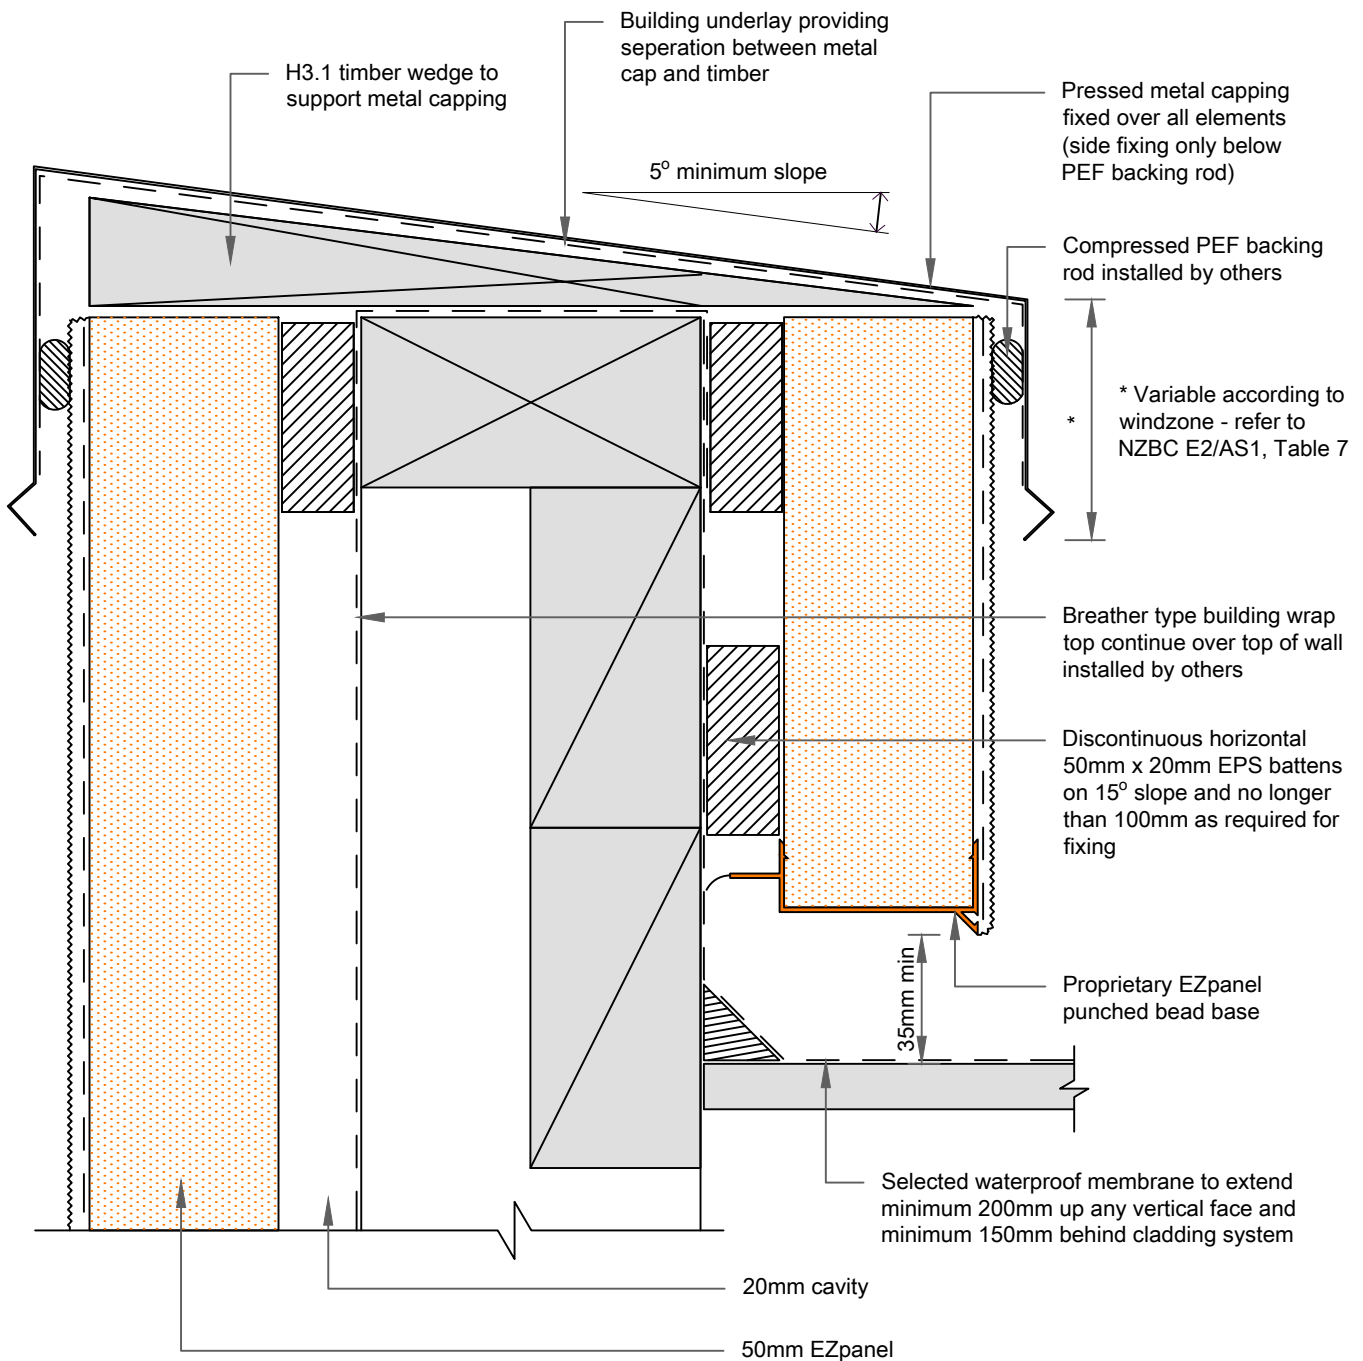 Building underlay providing
seperation between metal
cap and timber
H3.1 timber wedge to
support metal capping
Pressed metal capping
fixed over all elements
(side fixing only below
PEF backing rod)
5° minimum slope
Compressed PEF backing
rod installed by others
* Variable according to
windzone - refer to
NZBC E2/AS1, Table 7
*
Breather type building wrap
top continue over top of wall
installed by others
Discontinuous horizontal
50mm x 20mm EPS battens
on 15° slope and no longer
than 100mm as required for
fixing
35mm min
Proprietary EZpanel
punched bead base
Selected waterproof membrane to extend
minimum 200mm up any vertical face and
minimum 150mm behind cladding system
20mm cavity
50mm EZpanel